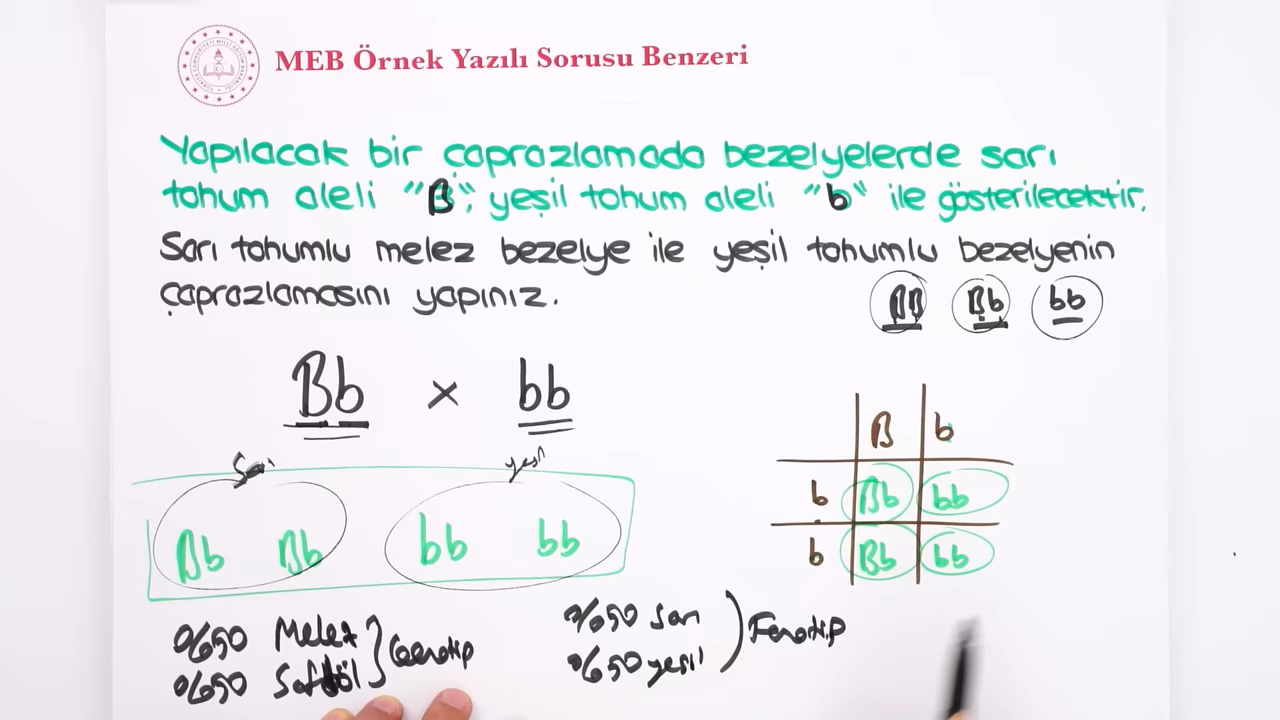 MEB Örnek Yazılı Sorusu Benzeri
Yapılacak bir çaprazlamada bezelyelerde sarı
tohum aleli "B", yeşil tohum aleli "b" ile gösterilecektir.
Sarı tohumlu melez bezelye ile yeşil tohumlu bezelyenin
çaprazlamasını yapınız.
BB Bb bb
Bb x bb
B b
b Bb bb
b Bb bb
Sarı yeşil
Bb Bb bb bb
%50 Melez
%50 Saf döl
Genotip
%50 sarı
%50 yeşil
Fenotip